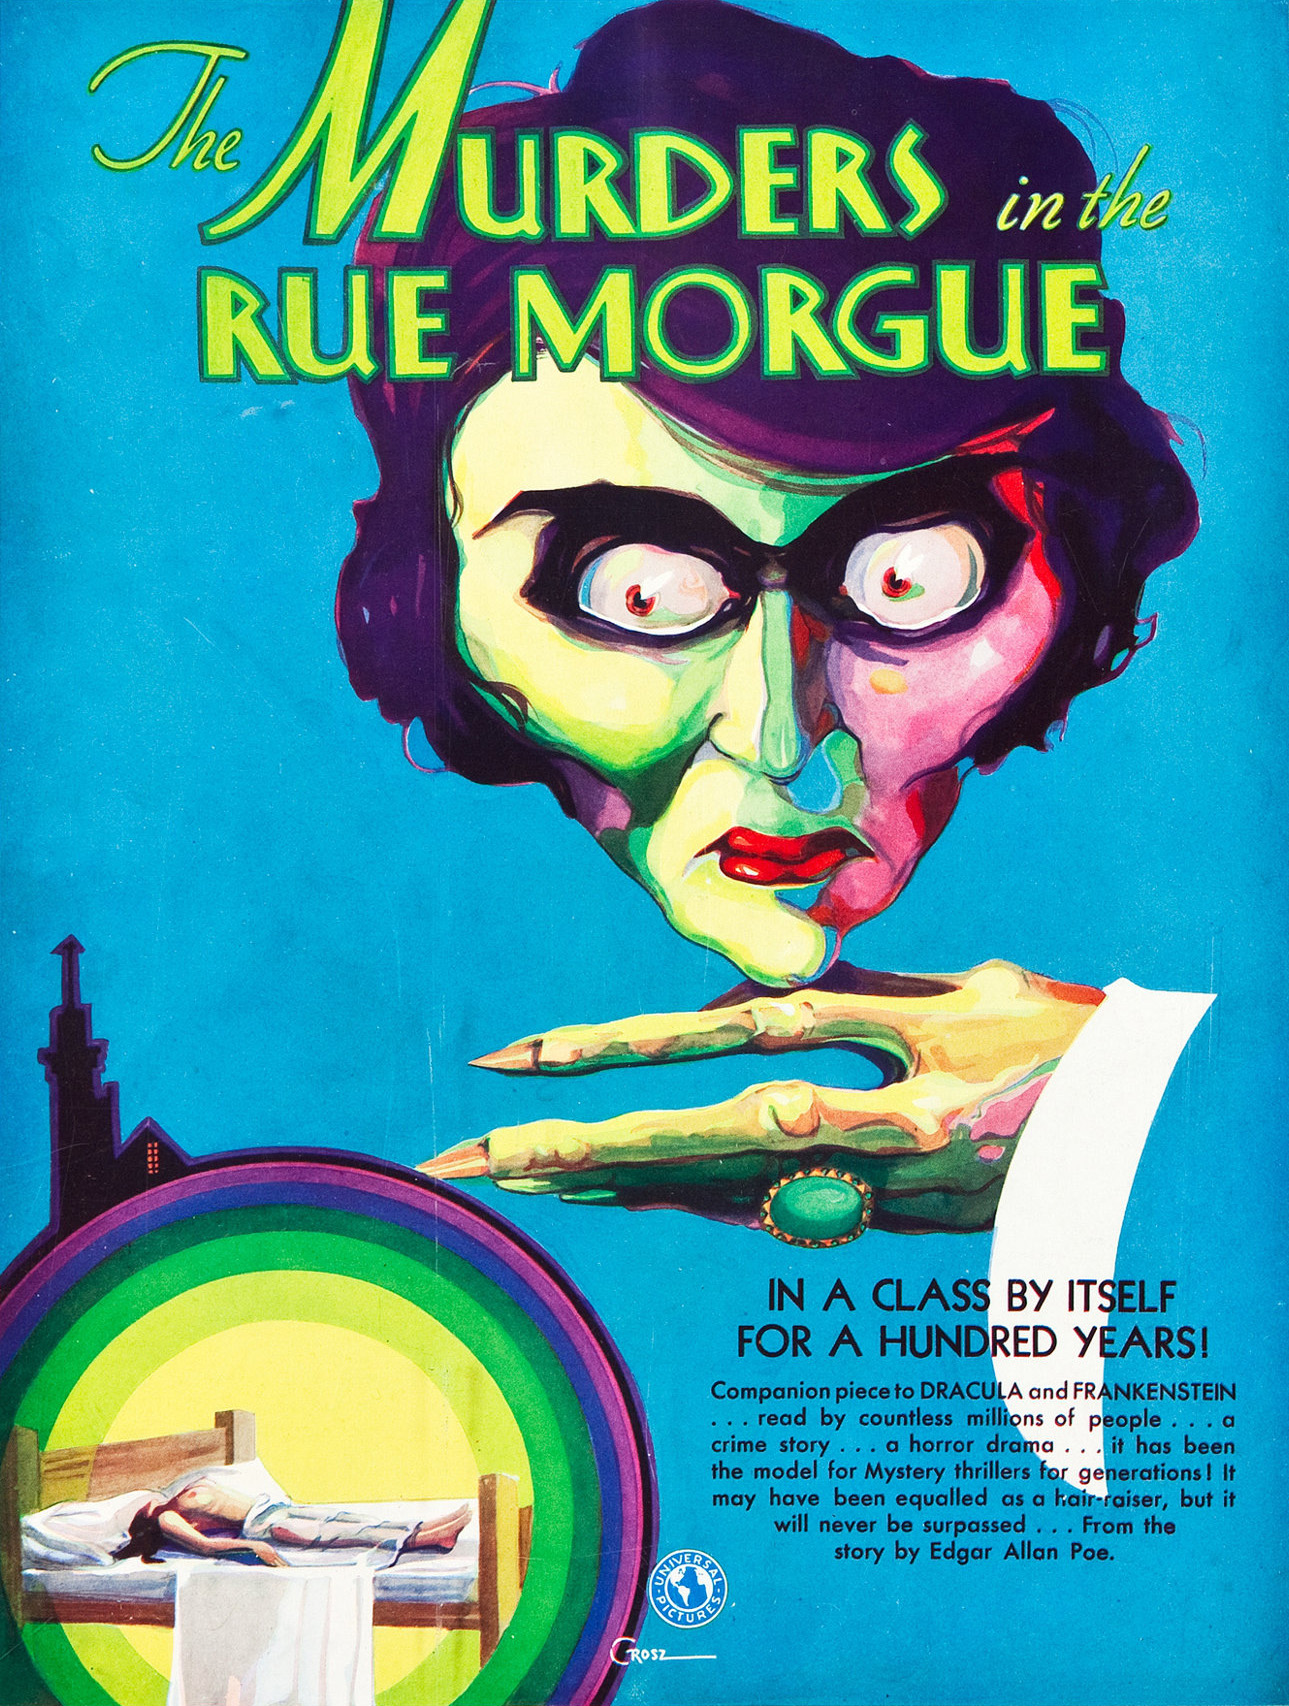 The MURDERS in the
RUE MORGUE
IN A CLASS BY ITSELF
FOR A HUNDRED YEARS!
Companion piece to DRACULA and FRANKENSTEIN
. . . read by countless millions of people . . . a
crime story . . . a horror drama . . . it has been
the model for Mystery thrillers for generations! It
may have been equalled as a hair-raiser, but it
will never be surpassed . . . From the
story by Edgar Allan Poe.
UNIVERSAL
PICTURES
GROSZ